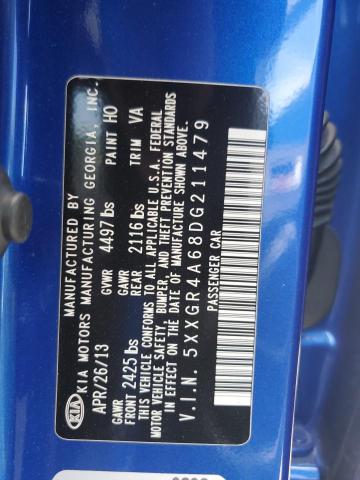 KIA
MANUFACTURED BY
KIA MOTORS MANUFACTURING GEORGIA, INC.
APR/26/13 GVWR 4497 lbs PAINT HO
GAWR FRONT 2425 lbs GAWR REAR 2116 lbs TRIM VA
THIS VEHICLE CONFORMS TO ALL APPLICABLE U.S.A. FEDERAL
MOTOR VEHICLE SAFETY, BUMPER, AND THEFT PREVENTION STANDARDS
IN EFFECT ON THE DATE OF MANUFACTURE SHOWN ABOVE.
V.I.N. 5XXGR4A68DG211479
PASSENGER CAR